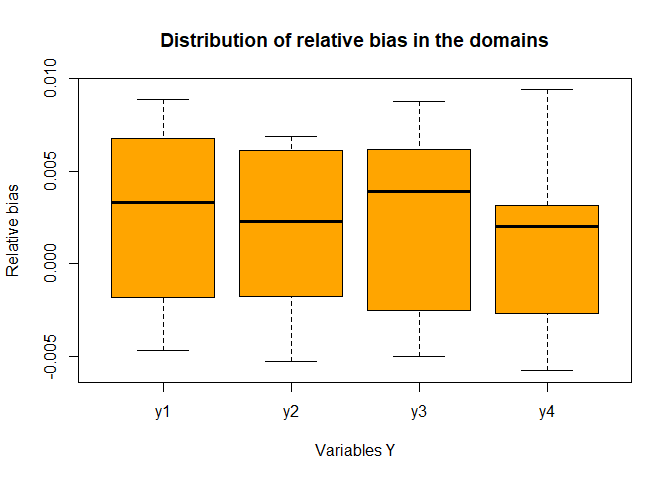 Distribution of relative bias in the domains
Relative bias
0.010
0.005
0.000
-0.005
y1 y2 y3 y4
Variables Y